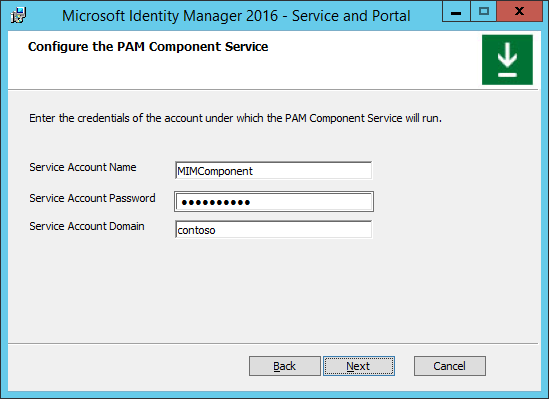 Microsoft Identity Manager 2016 - Service and Portal
Configure the PAM Component Service
Enter the credentials of the account under which the PAM Component Service will run.
Service Account Name MIMComponent
Service Account Password ●●●●●●●●●●
Service Account Domain contoso
Back Next Cancel